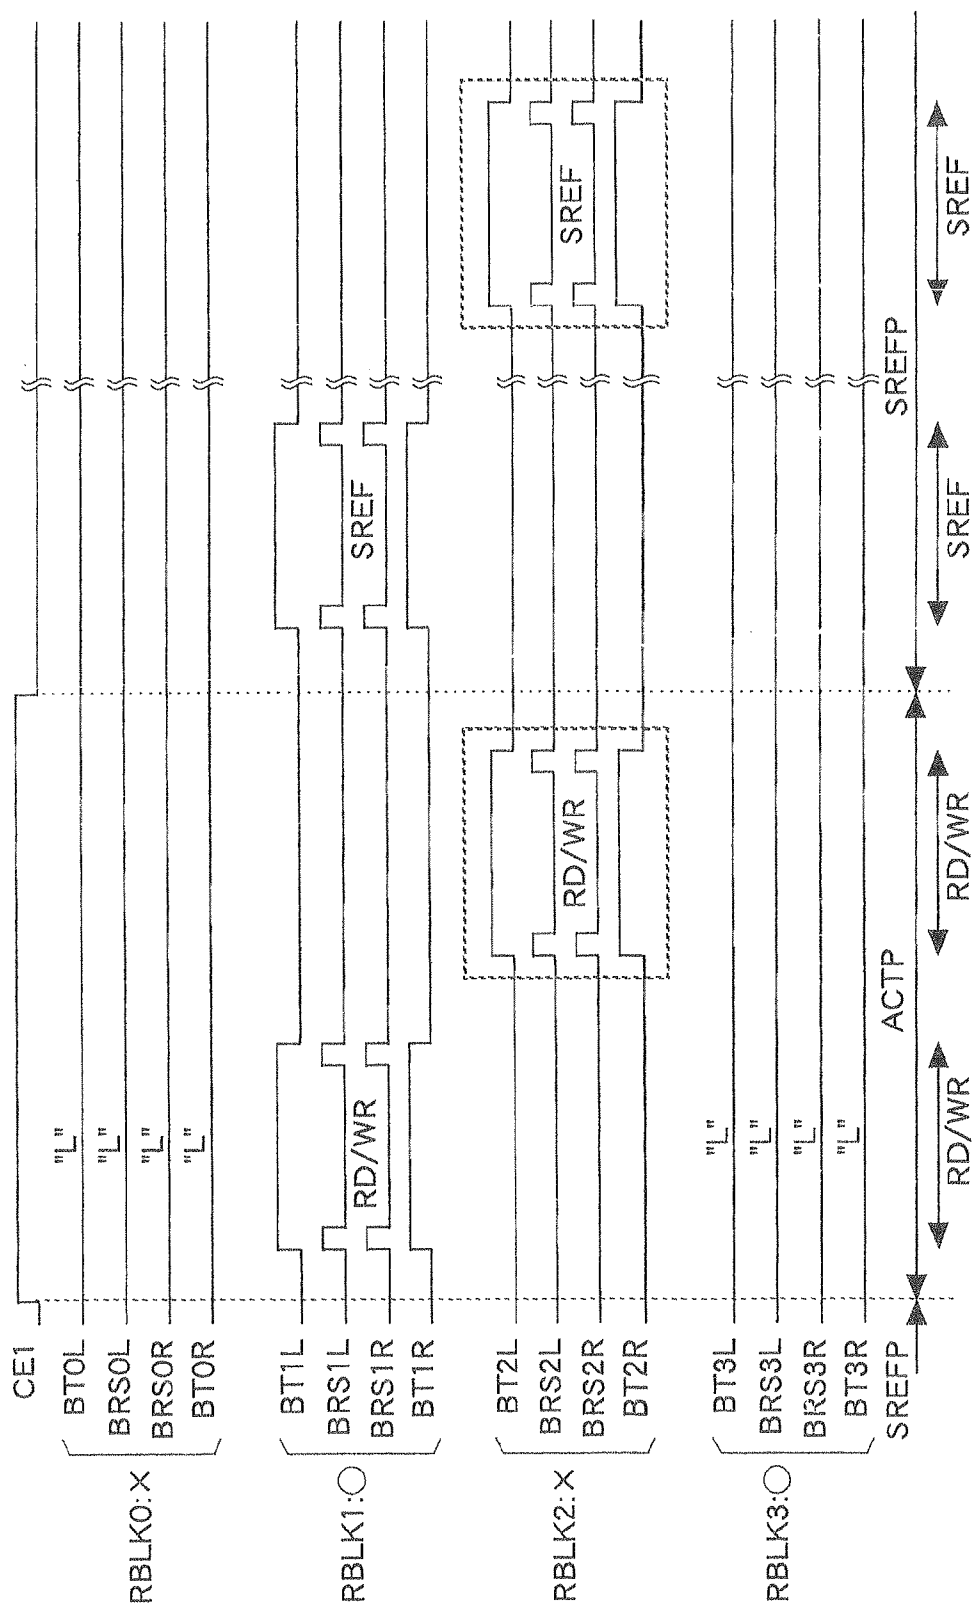 CE1
RBLK0:×
BT0L
"L"
BRS0L
"L"
BRS0R
"L"
BT0R
"L"
RBLK1:○
BT1L
BRS1L
BRS1R
BT1R
RD/WR
SREF
RBLK2:×
BT2L
BRS2L
BRS2R
BT2R
RD/WR
SREF
RBLK3:○
BT3L
"L"
BRS3L
"L"
BRS3R
"L"
BT3R
"L"
SREFP
ACTP
SREFP
RD/WR
RD/WR
SREF
SREF